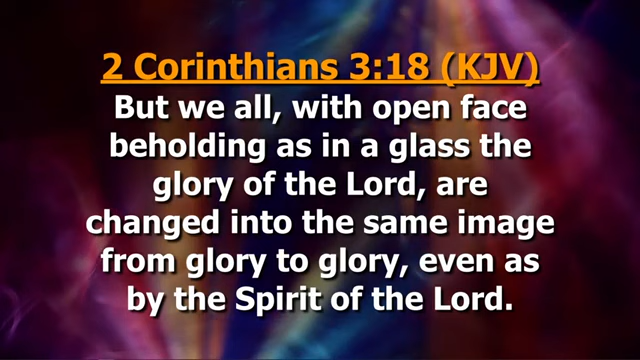 2 Corinthians 3:18 (KJV)
But we all, with open face
beholding as in a glass the
glory of the Lord, are
changed into the same image
from glory to glory, even as
by the Spirit of the Lord.